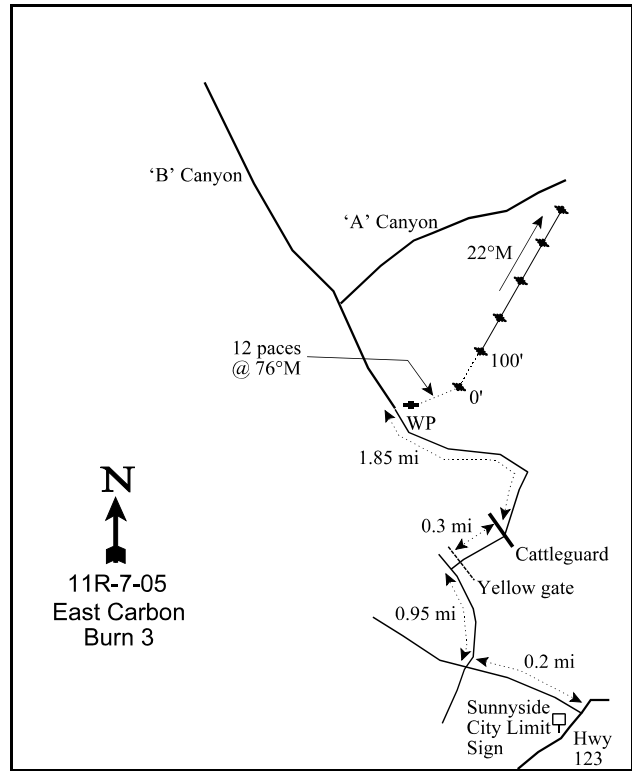 'B' Canyon
'A' Canyon
22°M
12 paces
@ 76°M
100'
0'
WP
1.85 mi
N
0.3 mi
Cattleguard
11R-7-05
East Carbon
Burn 3
Yellow gate
0.95 mi
0.2 mi
Sunnyside
City Limit
Sign
Hwy
123